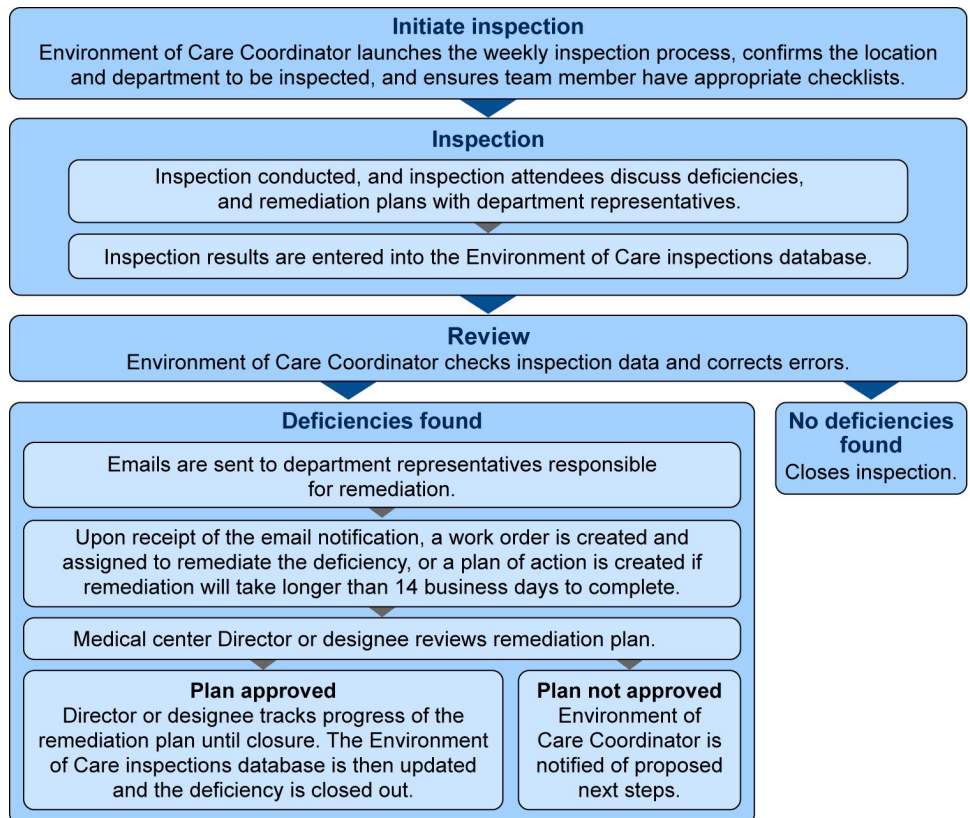 Initiate inspection
Environment of Care Coordinator launches the weekly inspection process, confirms the location
and department to be inspected, and ensures team member have appropriate checklists.
Inspection
Inspection conducted, and inspection attendees discuss deficiencies,
and remediation plans with department representatives.
Inspection results are entered into the Environment of Care inspections database.
Review
Environment of Care Coordinator checks inspection data and corrects errors.
Deficiencies found
Emails are sent to department representatives responsible
for remediation.
Upon receipt of the email notification, a work order is created and
assigned to remediate the deficiency, or a plan of action is created if
remediation will take longer than 14 business days to complete.
Medical center Director or designee reviews remediation plan.
Plan approved
Director or designee tracks progress of the
remediation plan until closure. The Environment
of Care inspections database is then updated
and the deficiency is closed out.
Plan not approved
Environment of
Care Coordinator is
notified of proposed
next steps.
No deficiencies
found
Closes inspection.